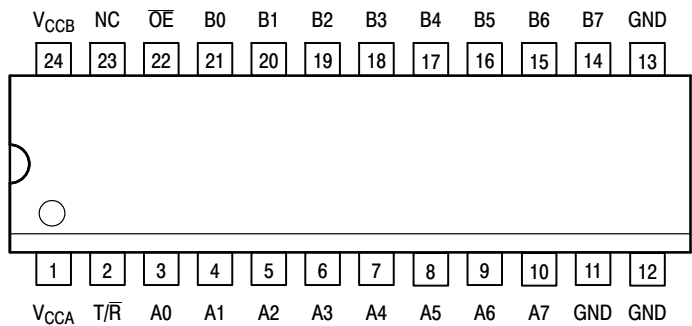 VCCB NC OE B0 B1 B2 B3 B4 B5 B6 B7 GND
24 23 22 21 20 19 18 17 16 15 14 13
1 2 3 4 5 6 7 8 9 10 11 12
VCCA T/R A0 A1 A2 A3 A4 A5 A6 A7 GND GND